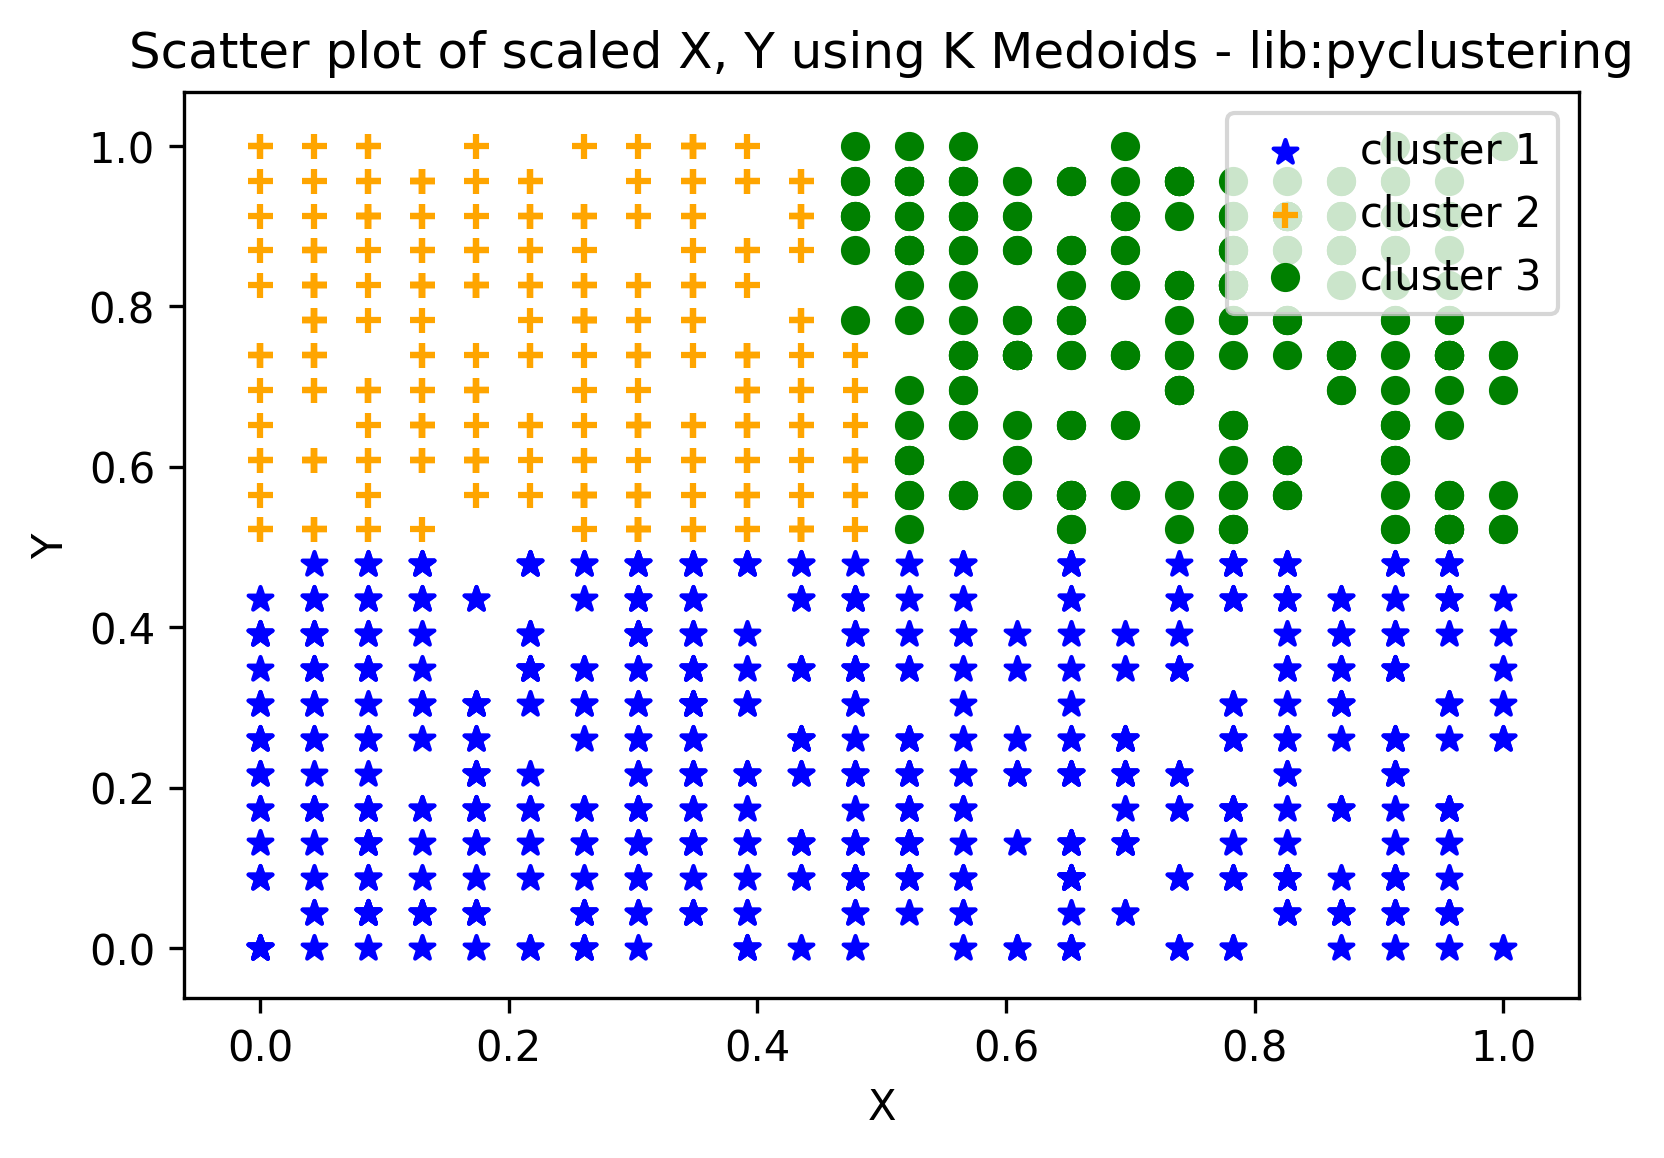 Scatter plot of scaled X, Y using K Medoids - lib:pyclustering
cluster 1
cluster 2
cluster 3
1.0
0.8
0.6
0.4
0.2
0.0
Y
0.0 0.2 0.4 0.6 0.8 1.0
X